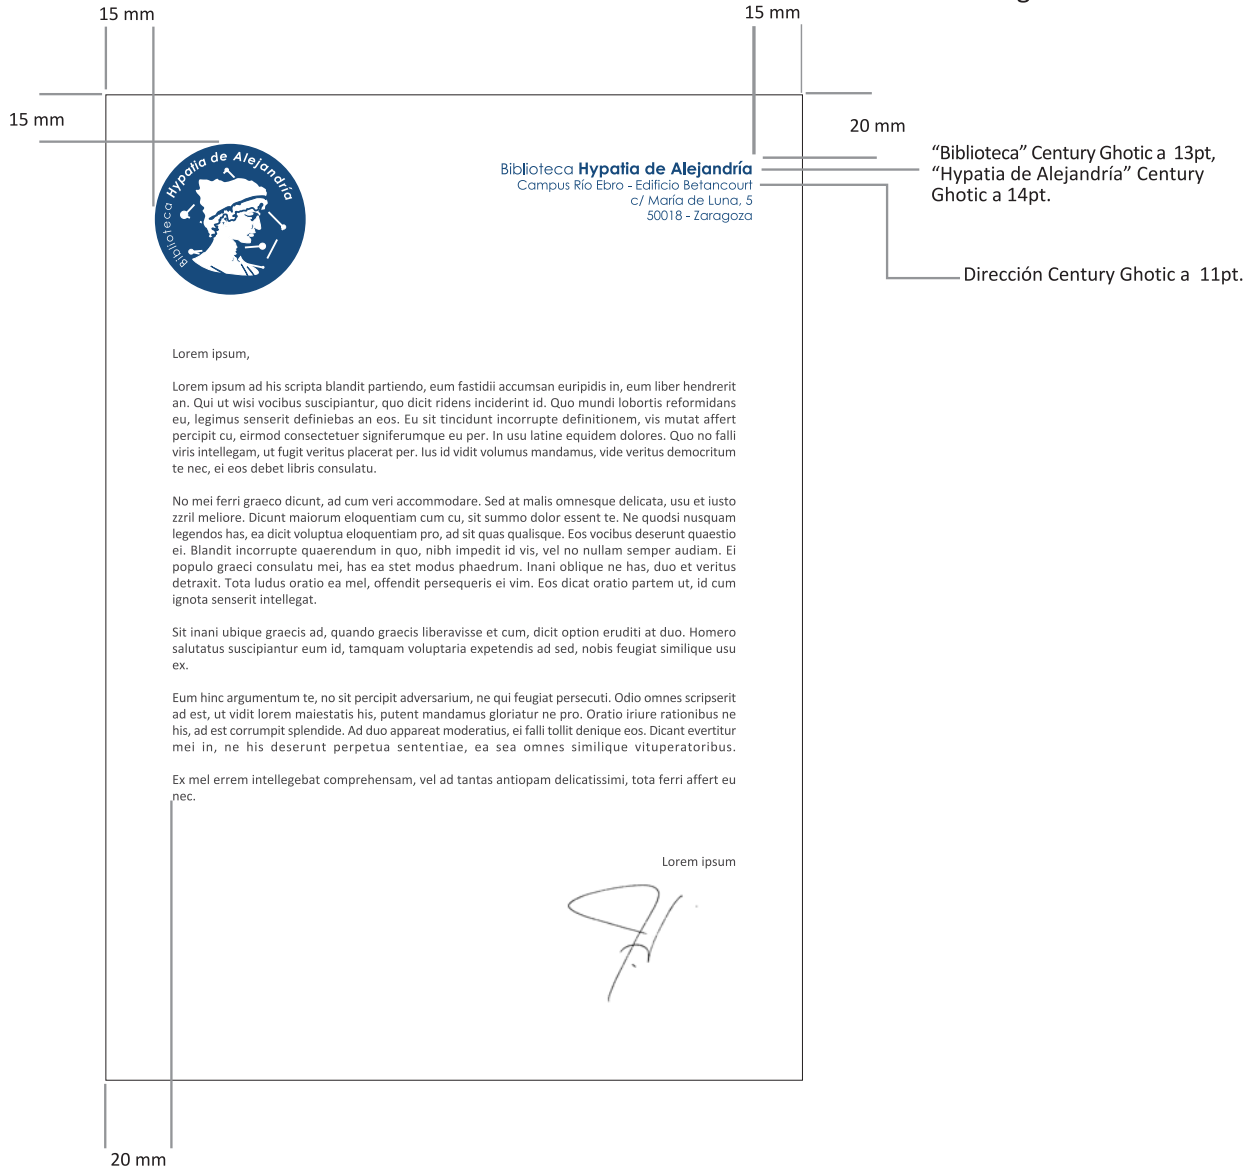 15 mm
15 mm
15 mm
20 mm
Biblioteca Hypatia de Alejandría
Biblioteca Hypatia de Alejandría
Campus Río Ebro - Edificio Betancourt
c/ María de Luna, 5
50018 - Zaragoza
“Biblioteca” Century Ghotic a 13pt,
“Hypatia de Alejandría” Century
Ghotic a 14pt.
Dirección Century Ghotic a 11pt.
Lorem ipsum,
Lorem ipsum ad his scripta blandit partiendo, eum fastidii accumsan euripidis in, eum liber hendrerit
an. Qui ut wisi vocibus suscipiantur, quo dicit ridens inciderint id. Quo mundi lobortis reformidans
eu, legimus senserit definiebas an eos. Eu sit tincidunt incorrupte definitionem, vis mutat affert
percipit cu, eirmod consectetuer signiferumque eu per. In usu latine equidem dolores. Quo no falli
viris intellegam, ut fugit veritus placerat per. Ius id vidit volumus mandamus, vide veritus democritum
te nec, ei eos debet libris consulatu.
No mei ferri graeco dicunt, ad cum veri accommodare. Sed at malis omnesque delicata, usu et iusto
zzril meliore. Dicunt maiorum eloquentiam cum cu, sit summo dolor essent te. Ne quodsi nusquam
legendos has, ea dicit voluptua eloquentiam pro, ad sit quas qualisque. Eos vocibus deserunt quaestio
ei. Blandit incorrupte quaerendum in quo, nibh impedit id vis, vel no nullam semper audiam. Ei
populo graeci consulatu mei, has ea stet modus phaedrum. Inani oblique ne has, duo et veritus
detraxit. Tota ludus oratio ea mel, offendit persequeris ei vim. Eos dicat oratio partem ut, id cum
ignota senserit intellegat.
Sit inani ubique graecis ad, quando graecis liberavisse et cum, dicit option eruditi at duo. Homero
salutatus suscipiantur eum id, tamquam voluptaria expetendis ad sed, nobis feugiat similique usu
ex.
Eum hinc argumentum te, no sit percipit adversarium, ne qui feugiat persecuti. Odio omnes scripserit
ad est, ut vidit lorem maiestatis his, putent mandamus gloriatur ne pro. Oratio iriure rationibus ne
his, ad est corrumpit splendide. Ad duo appareat moderatius, ei falli tollit denique eos. Dicant evertitur
mei in, ne his deserunt perpetua sententiae, ea sea omnes similique vituperatoribus.
Ex mel errem intellegebat comprehensam, vel ad tantas antiopam delicatissimi, tota ferri affert eu
nec.
Lorem ipsum
20 mm